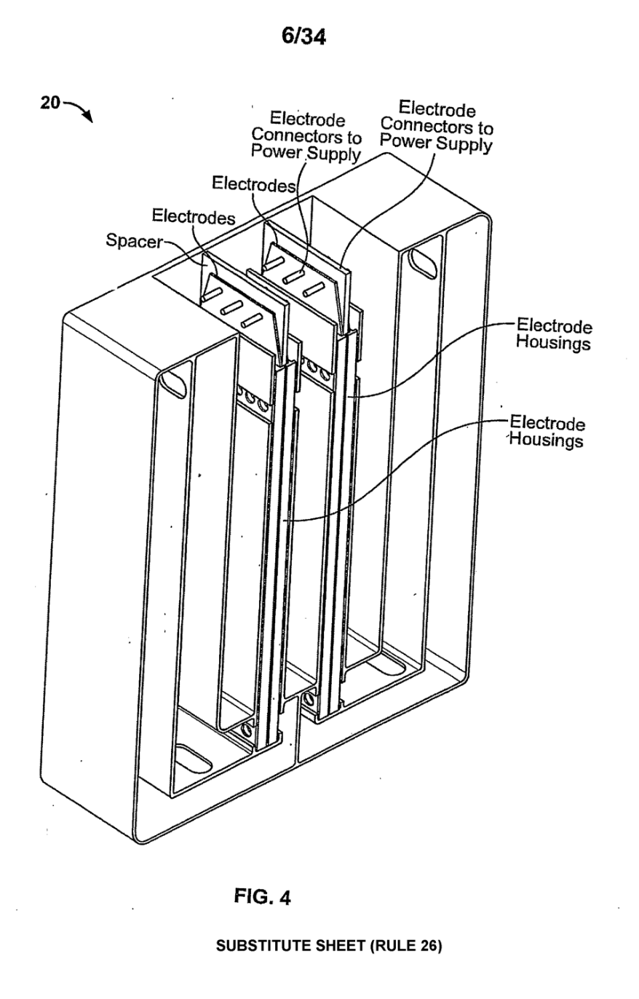 6/34
20
Electrode
Connectors to
Power Supply
Electrode
Connectors to
Power Supply
Electrodes
Electrodes
Spacer
Electrode
Housings
Electrode
Housings
FIG. 4
SUBSTITUTE SHEET (RULE 26)